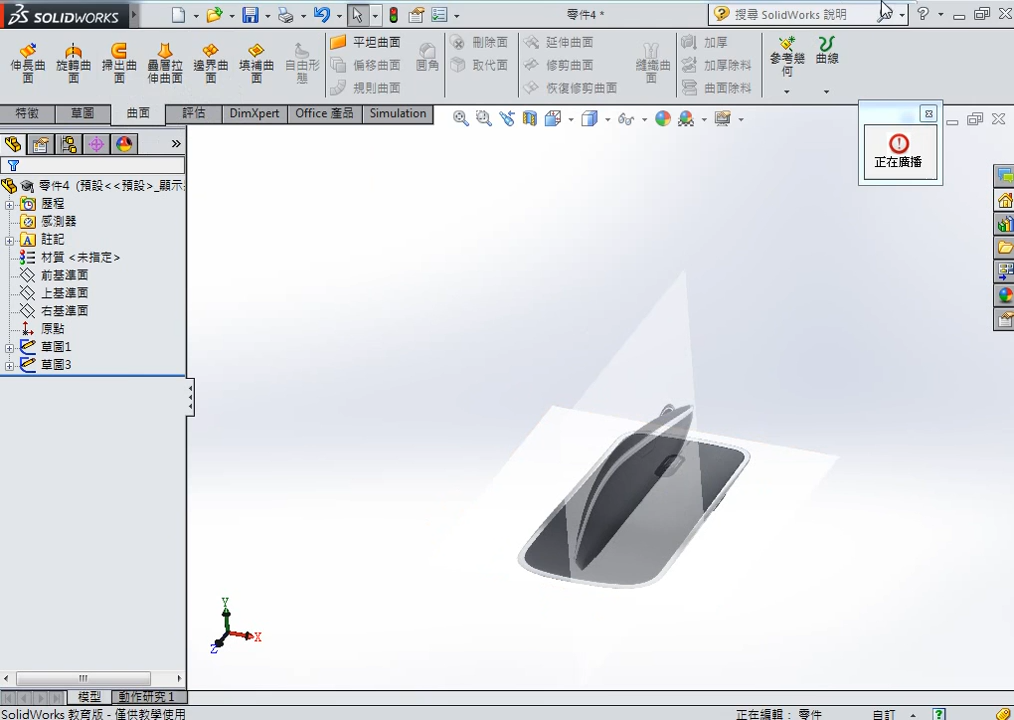 SOLIDWORKS
零件4 *
搜尋 SolidWorks 說明
伸長曲面
旋轉曲面
掃出曲面
疊層拉伸曲面
邊界曲面
填補曲面
自由形態
平坦曲面
偏移曲面
規則曲面
圓角
刪除面
取代面
延伸曲面
修剪曲面
恢復修剪曲面
縫織曲面
加厚
加厚除料
曲面除料
參考幾何
曲線
特徵
草圖
曲面
評估
DimXpert
Office 產品
Simulation
正在廣播
零件4 (預設<<預設>_顯示
歷程
感測器
註記
材質 <未指定>
前基準面
上基準面
右基準面
原點
草圖1
草圖3
Y
X
Z
模型
動作研究 1
SolidWorks 教育版 - 僅供教學使用
正在編輯： 零件
自訂